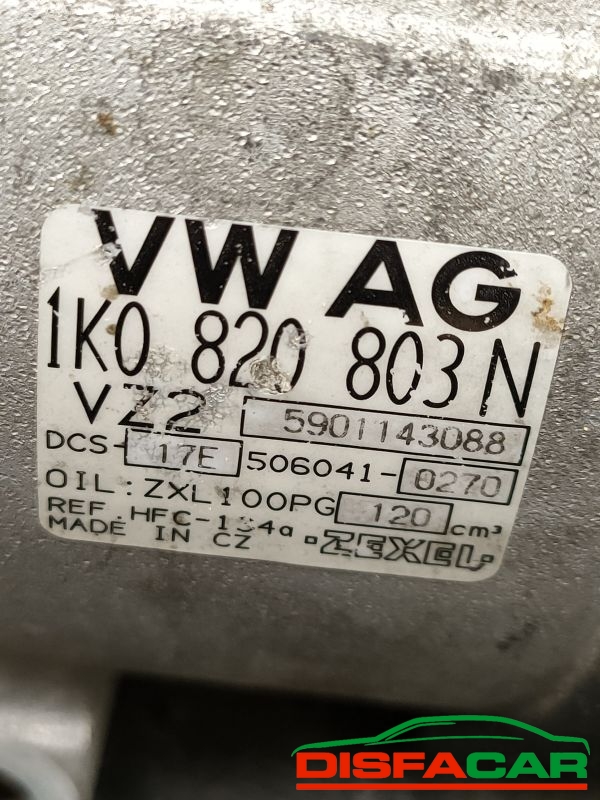 VW AG
1K0 820 803 N
VZ2 5901143088
DCS-17E 506041-0270
OIL: ZXL100PG 120 cm³
REF. HFC-134a
MADE IN CZ .ZEXEL.
DISFACAR